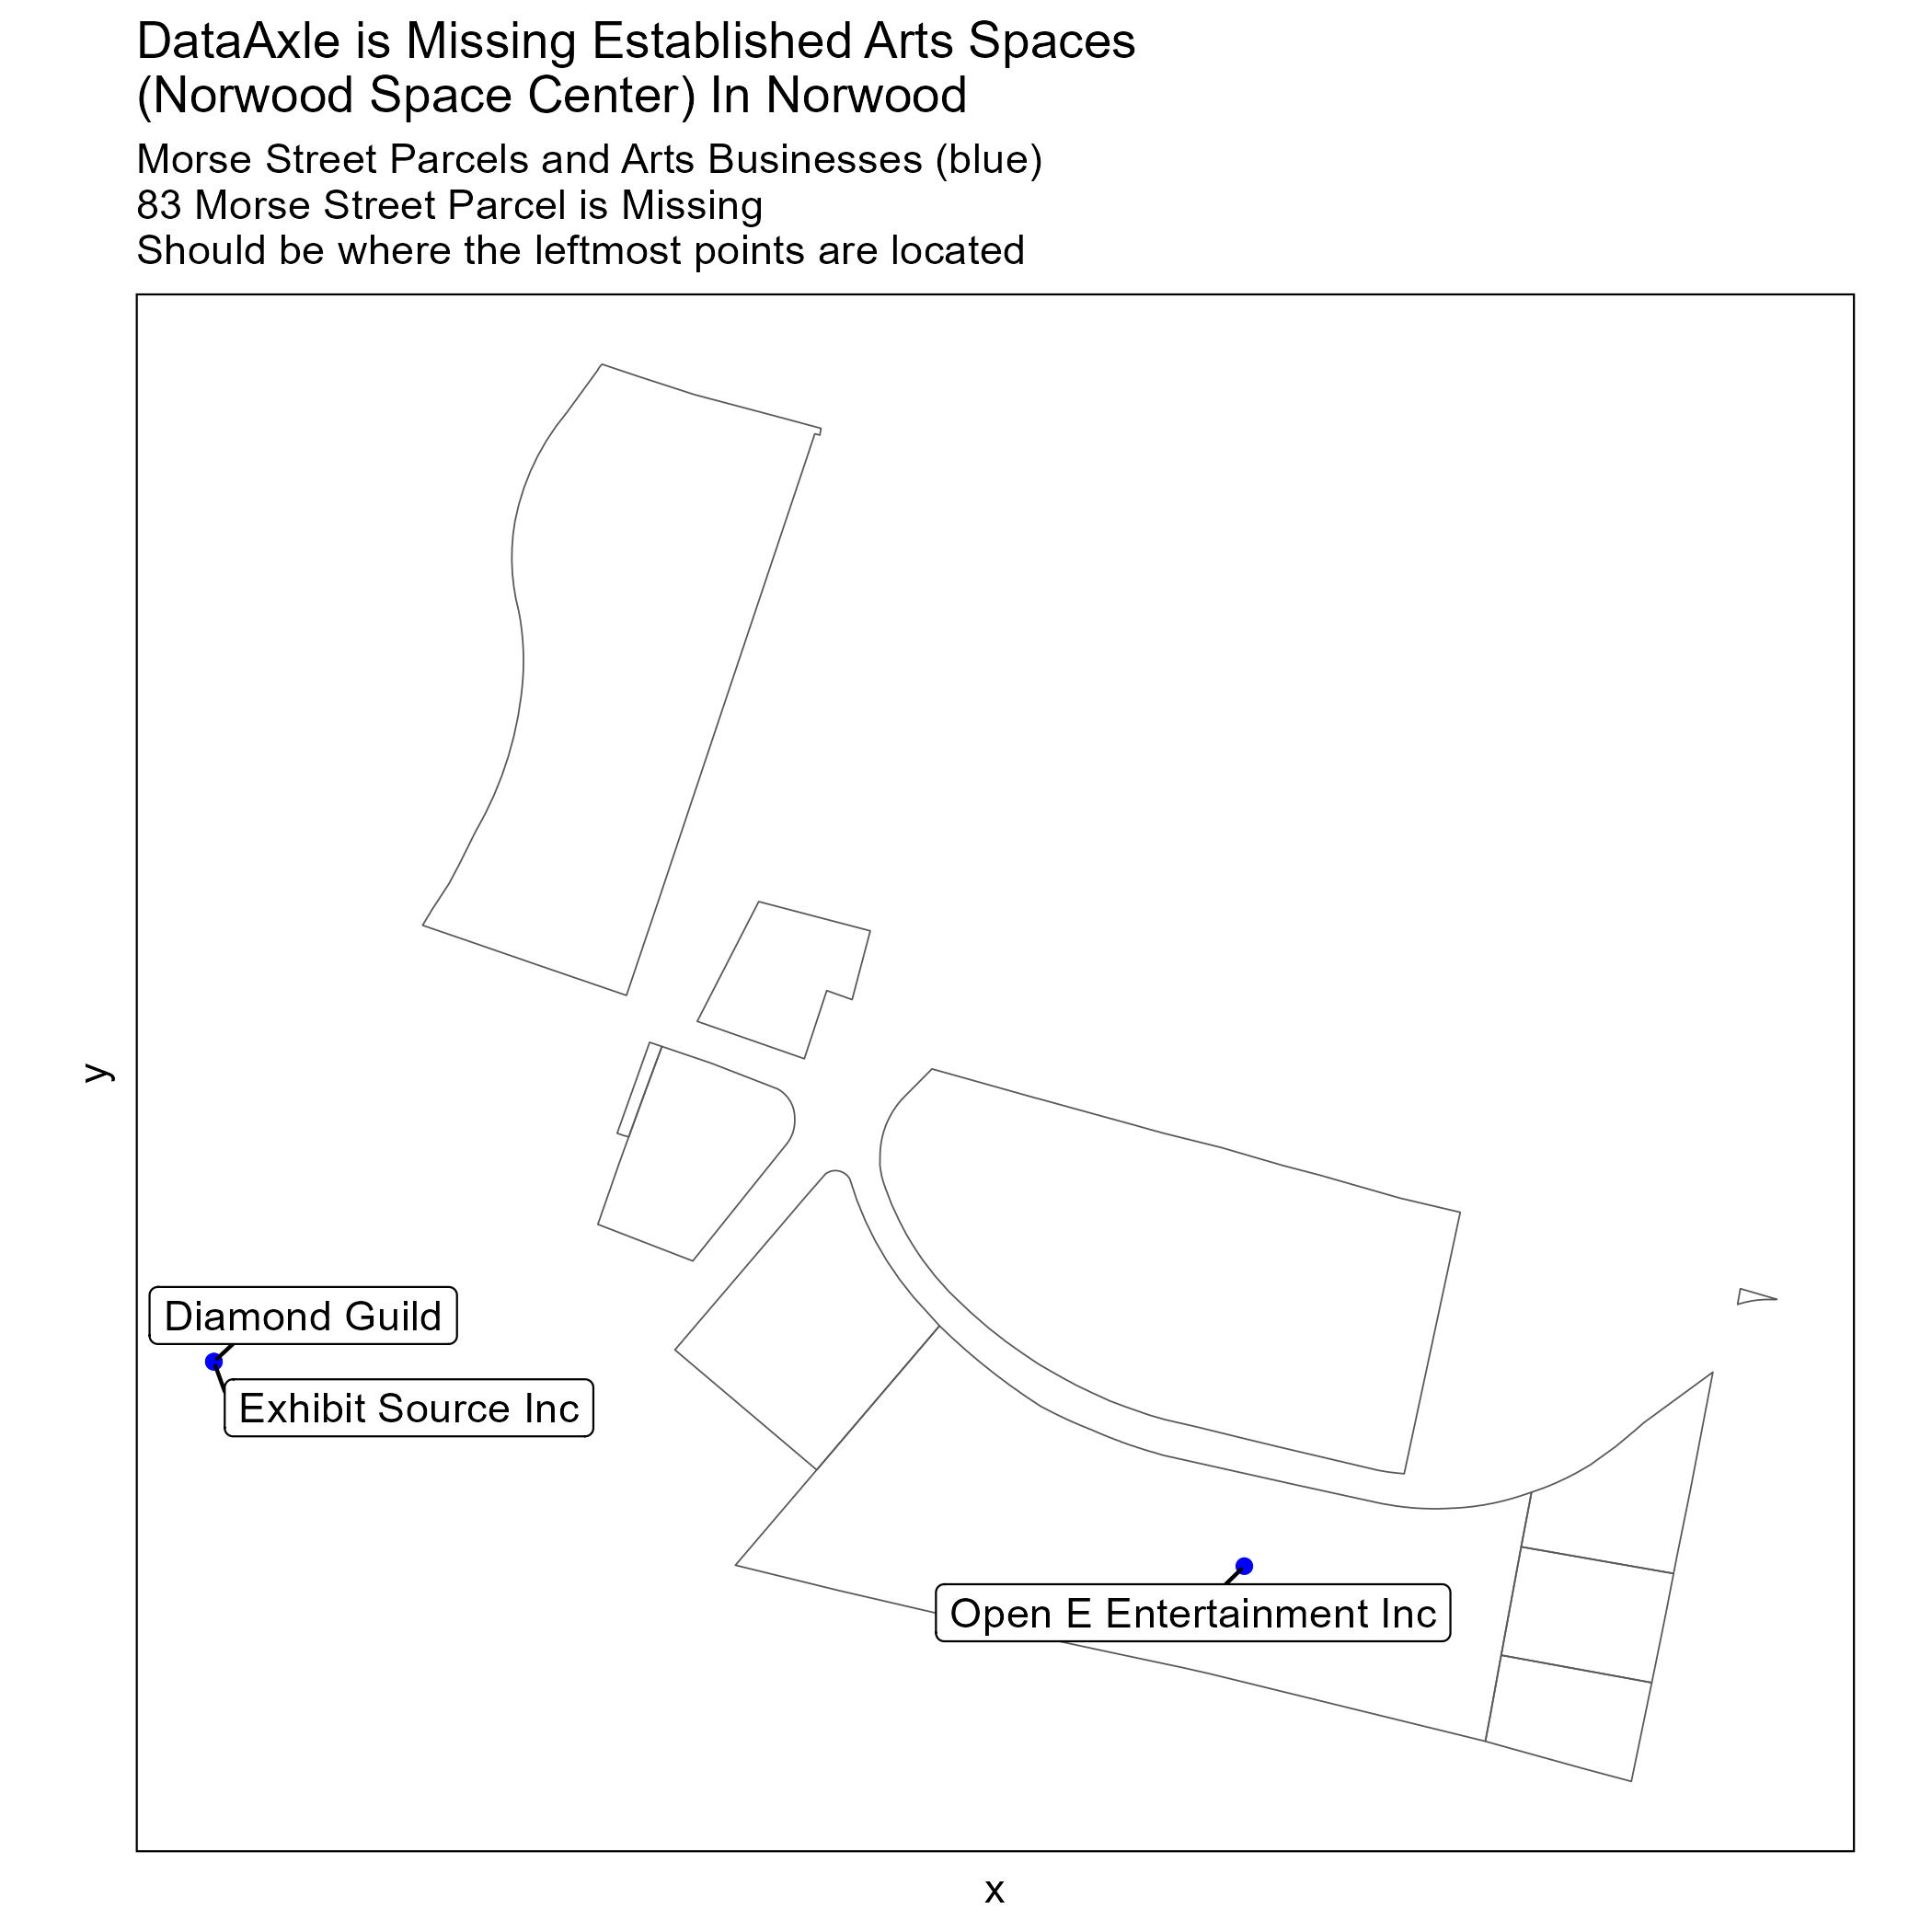 DataAxle is Missing Established Arts Spaces
(Norwood Space Center) In Norwood
Morse Street Parcels and Arts Businesses (blue)
83 Morse Street Parcel is Missing
Should be where the leftmost points are located
y
Diamond Guild
Exhibit Source Inc
Open E Entertainment Inc
x